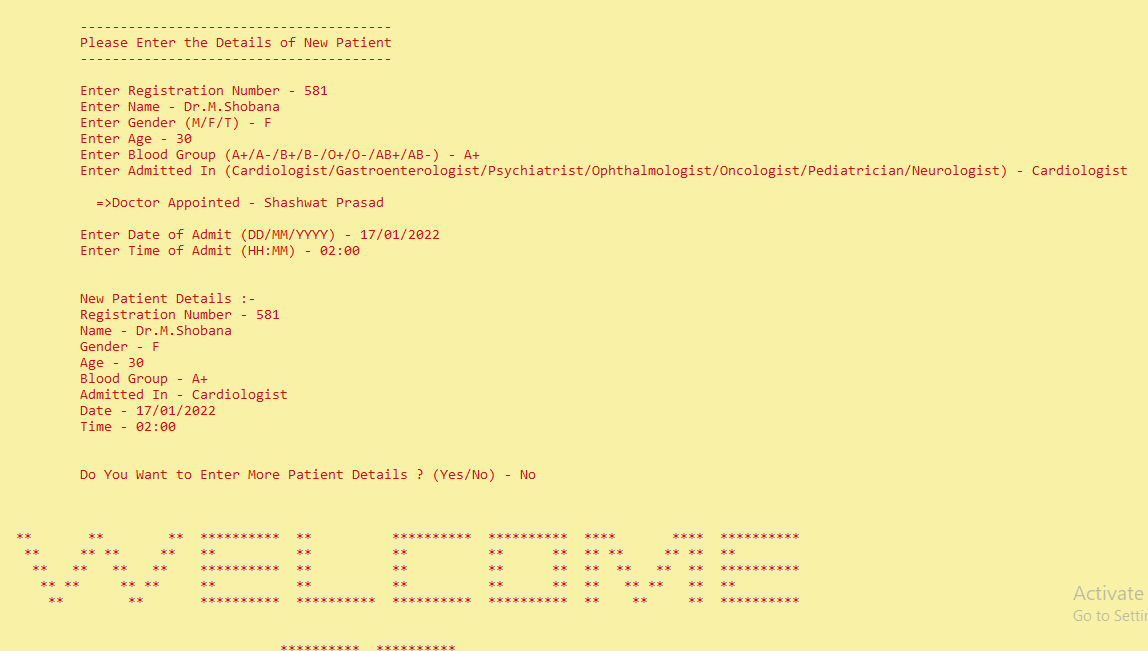 ---------------------------------------
Please Enter the Details of New Patient
---------------------------------------
Enter Registration Number - 581
Enter Name - Dr.M.Shobana
Enter Gender (M/F/T) - F
Enter Age - 30
Enter Blood Group (A+/A-/B+/B-/O+/O-/AB+/AB-) - A+
Enter Admitted In (Cardiologist/Gastroenterologist/Psychiatrist/Ophthalmologist/Oncologist/Pediatrician/Neurologist) - Cardiologist
=>Doctor Appointed - Shashwat Prasad
Enter Date of Admit (DD/MM/YYYY) - 17/01/2022
Enter Time of Admit (HH:MM) - 02:00
New Patient Details :-
Registration Number - 581
Name - Dr.M.Shobana
Gender - F
Age - 30
Blood Group - A+
Admitted In - Cardiologist
Date - 17/01/2022
Time - 02:00
Do You Want to Enter More Patient Details ? (Yes/No) - No
WELCOME
Activate
Go to Settin